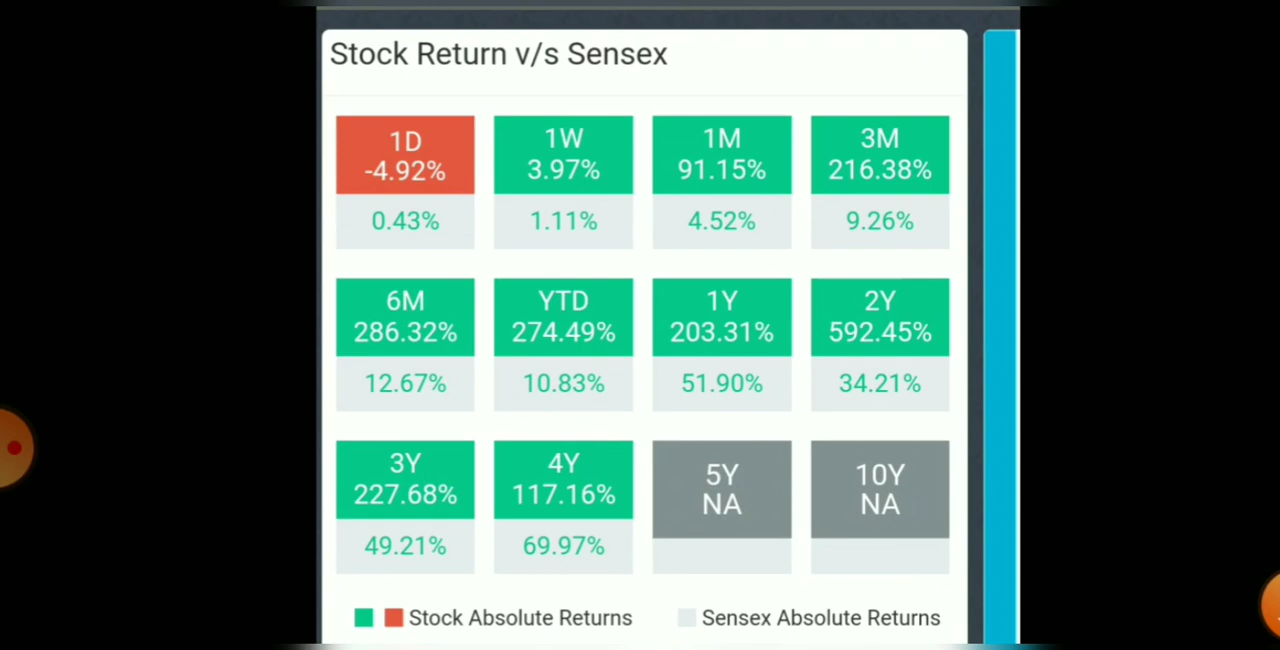 Stock Return v/s Sensex
1D 1W 1M 3M
-4.92% 3.97% 91.15% 216.38%
0.43% 1.11% 4.52% 9.26%
6M YTD 1Y 2Y
286.32% 274.49% 203.31% 592.45%
12.67% 10.83% 51.90% 34.21%
3Y 4Y 5Y 10Y
227.68% 117.16% NA NA
49.21% 69.97%
Stock Absolute Returns Sensex Absolute Returns